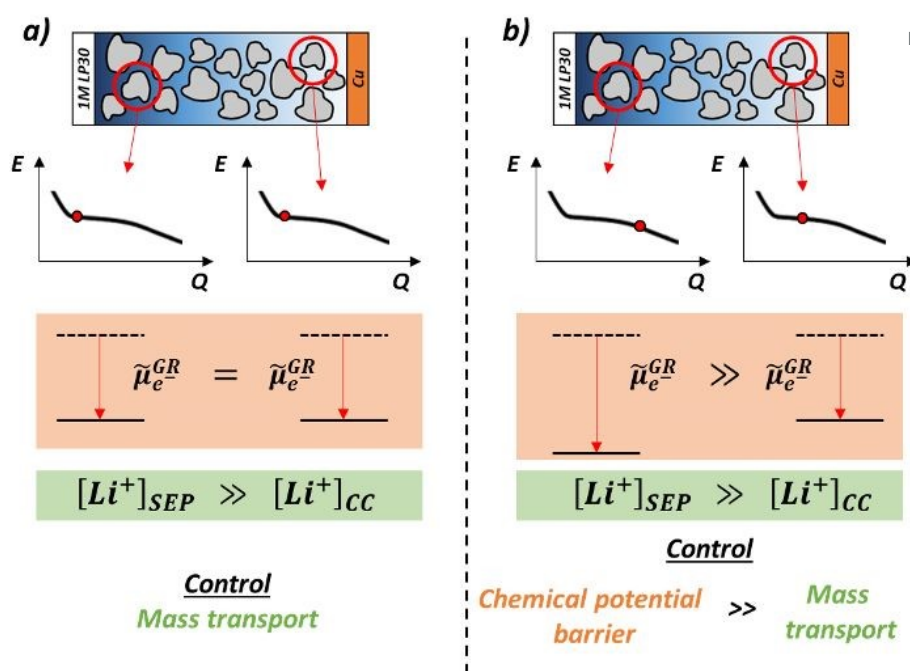 a)
1M LP30
Cu
E
Q
E
Q
μ̃ₑ-ᴳᴿ = μ̃ₑ-ᴳᴿ
[Li⁺]SEP ≫ [Li⁺]CC
Control
Mass transport
b)
1M LP30
Cu
E
Q
E
Q
μ̃ₑ-ᴳᴿ ≫ μ̃ₑ-ᴳᴿ
[Li⁺]SEP ≫ [Li⁺]CC
Control
Chemical potential barrier >> Mass transport